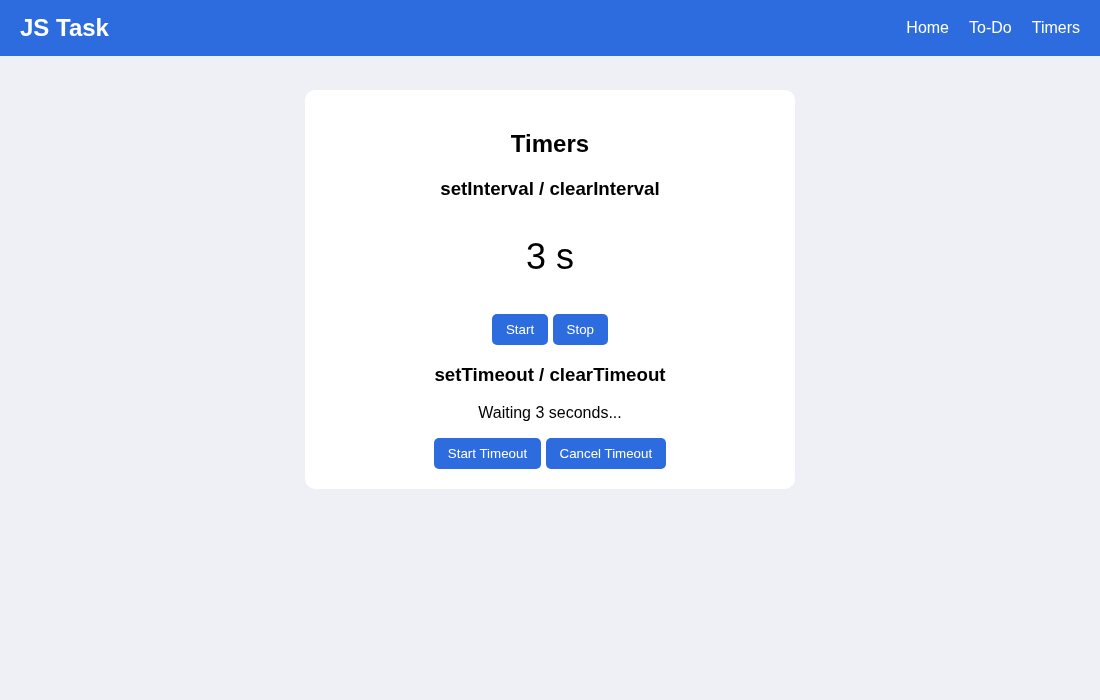 JS Task
Home To-Do Timers
Timers
setInterval / clearInterval
3 s
Start Stop
setTimeout / clearTimeout
Waiting 3 seconds...
Start Timeout Cancel Timeout